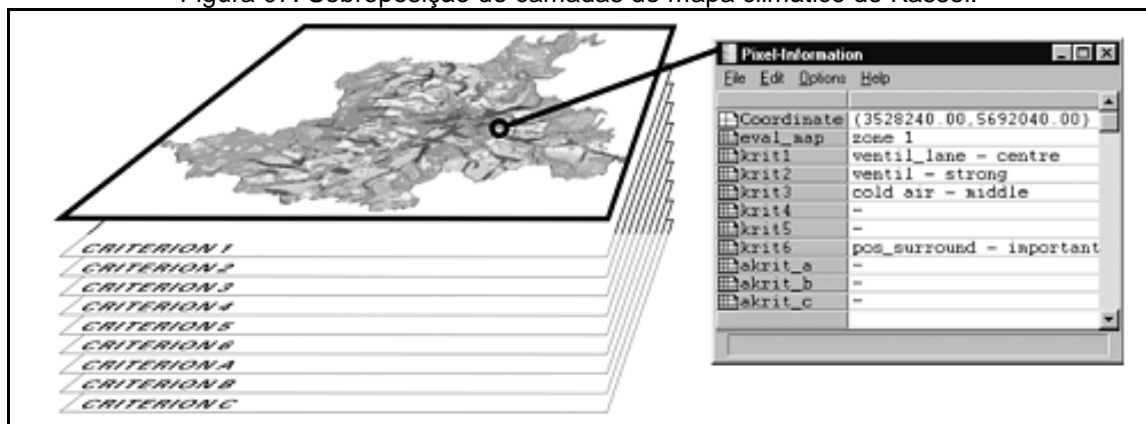 Figura Sobreposição de camadas do mapa climático de Kassel.
Pixel-Information
File Edit Options Help
Coordinate (3528240.00,5692040.00)
eval_map zone 1
krit1 ventil_lane - centre
krit2 ventil - strong
krit3 cold air - middle
krit4 -
krit5 -
krit6 pos_surround - important
akrit_a -
akrit_b -
akrit_c -
CRITERION 1
CRITERION 2
CRITERION 3
CRITERION 4
CRITERION 5
CRITERION 6
CRITERION A
CRITERION B
CRITERION C